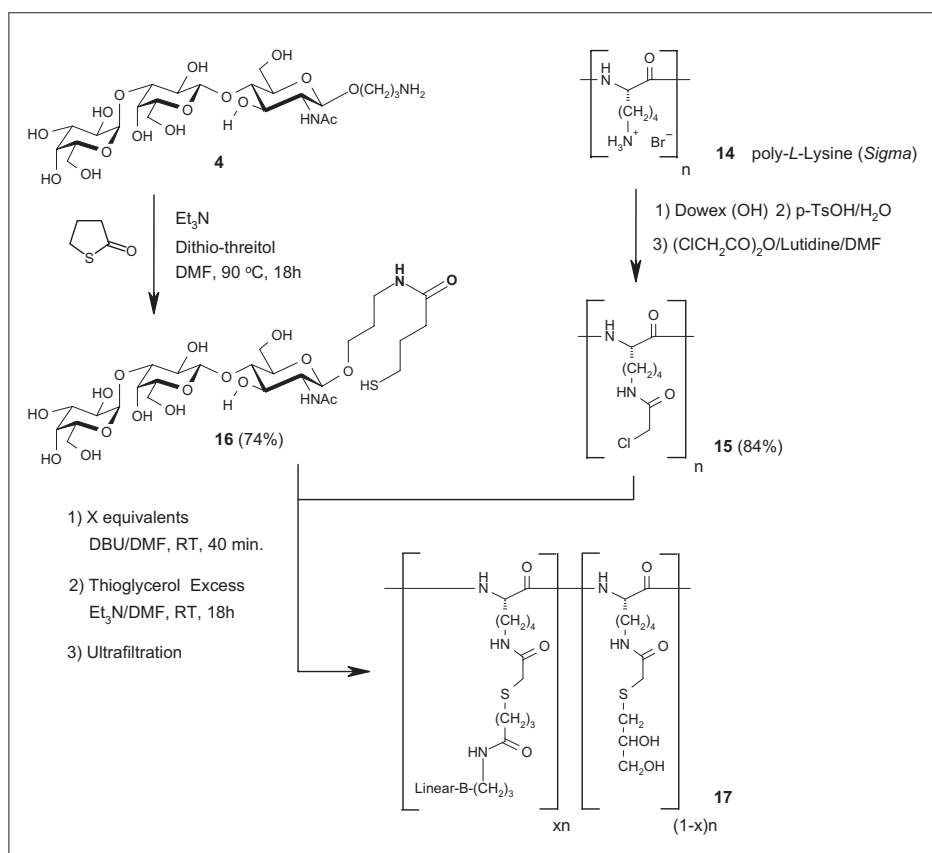 OH
HO
OH
O
O
OH
O
O
HO
O
O(CH2)3NH2
NHAc
HO
OH
O
OH
HO
OH
4
S
O
Et3N
Dithio-threitol
DMF, 90 °C, 18h
H
N
O
(CH2)4
H3N+ Br−
n
14 poly-L-Lysine (Sigma)
1) Dowex (OH) 2) p-TsOH/H2O
3) (ClCH2CO)2O/Lutidine/DMF
H
N
O
HS
OH
HO
OH
O
O
OH
O
O
HO
O
O
NHAc
HO
OH
O
OH
HO
OH
16 (74%)
H
N
O
(CH2)4
HN
O
Cl
n
15 (84%)
1) X equivalents
DBU/DMF, RT, 40 min.
2) Thioglycerol Excess
Et3N/DMF, RT, 18h
3) Ultrafiltration
H
N
O
(CH2)4
HN
O
S
(CH2)3
HN
O
Linear-B-(CH2)3
xn
H
N
O
(CH2)4
HN
O
S
CH2
CHOH
CH2OH
(1-x)n
17